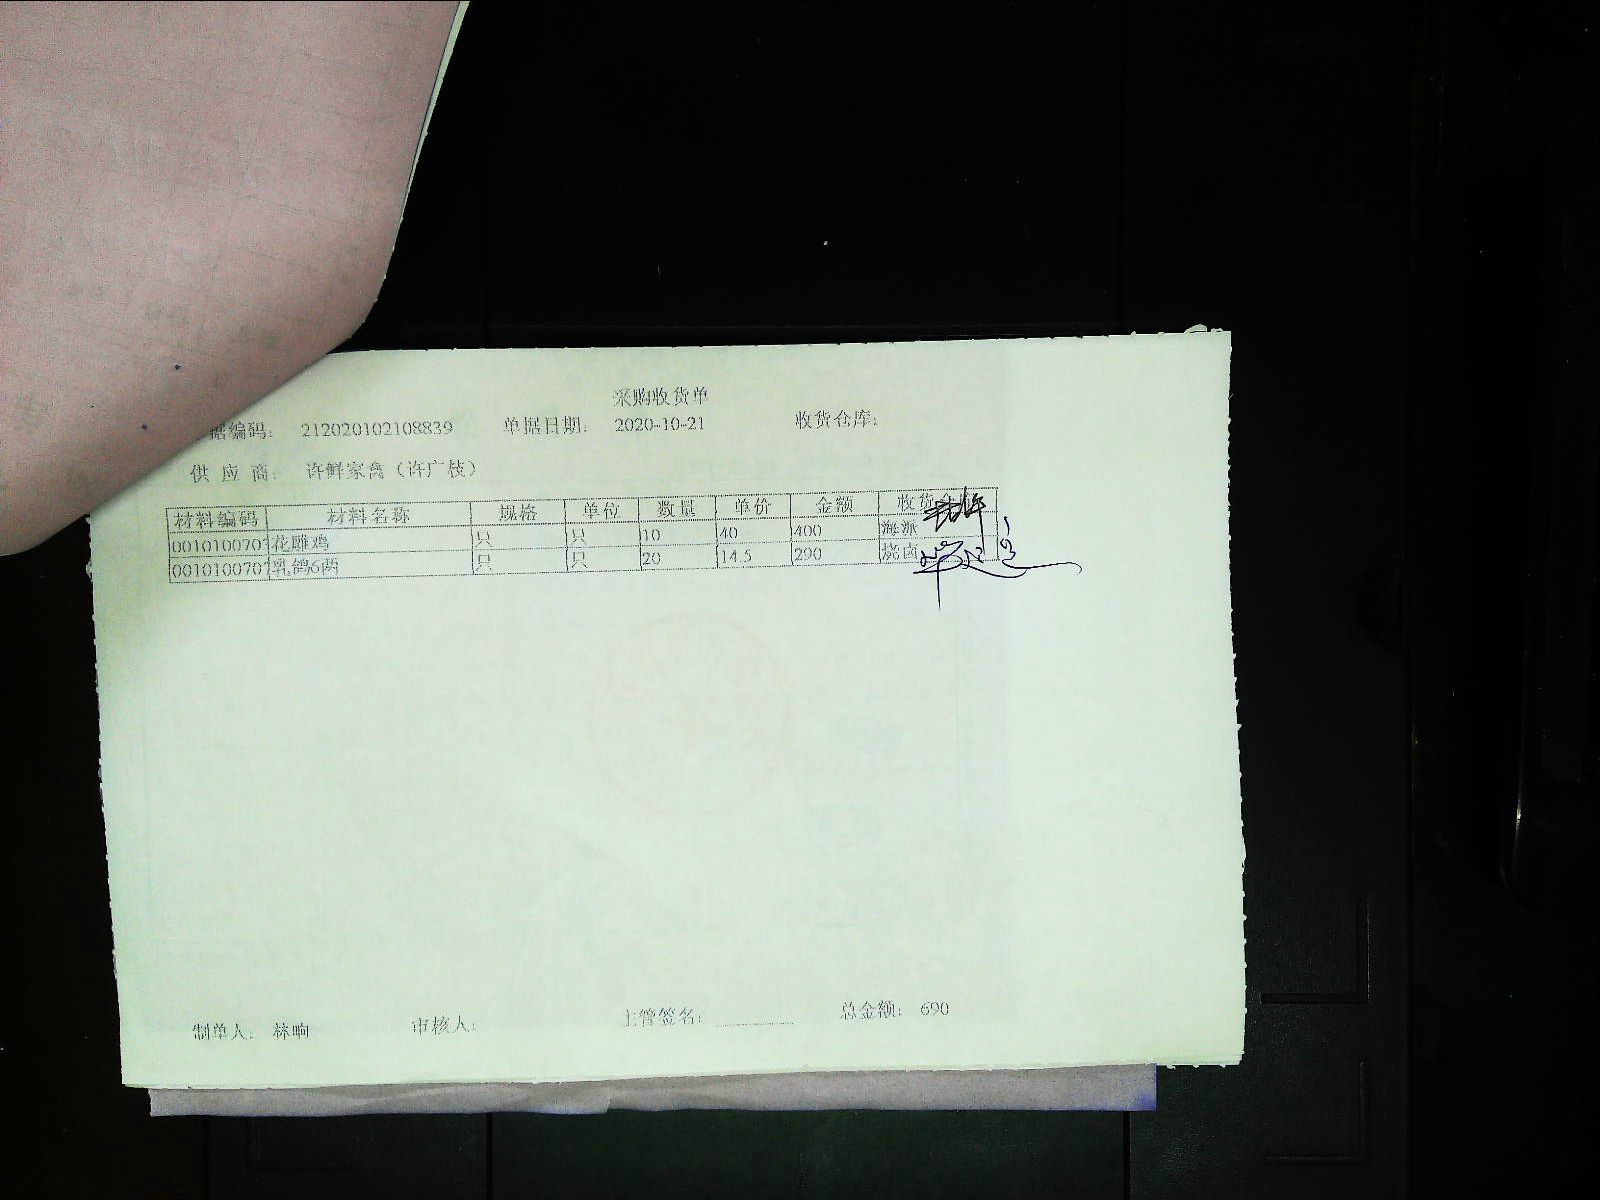 采购收货单
据编码: 212020102108839 单据日期: 2020-10-21 收货仓库:
供应商: 许鲜家禽(许广枝)
材料编码 材料名称 规格 单位 数量 单价 金额 收货
00101007 花雕鸡 只 只 10 40 400 海派
0010100707 乳鸽6两 只 只 20 14.5 290 烧卤
制单人: 林响 审核人: 主管签名: 总金额: 690